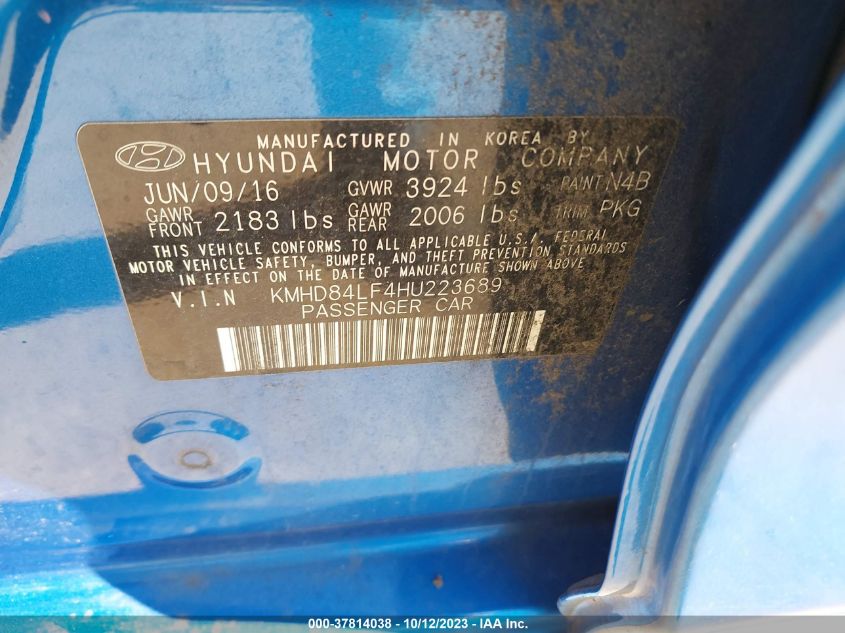 MANUFACTURED IN KOREA BY
HYUNDAI MOTOR COMPANY
JUN/09/16 GVWR 3924 lbs PAINT N4B
GAWR FRONT 2183 lbs GAWR REAR 2006 lbs TRIM PKG
THIS VEHICLE CONFORMS TO ALL APPLICABLE U.S./. FEDERAL
MOTOR VEHICLE SAFETY, BUMPER, AND THEFT PREVENTION STANDARDS
IN EFFECT ON THE DATE OF MANUFACTURE SHOWN ABOVE
V.I.N KMHD84LF4HU223689
PASSENGER CAR
000-37814038 - 10/12/2023 - IAA Inc.